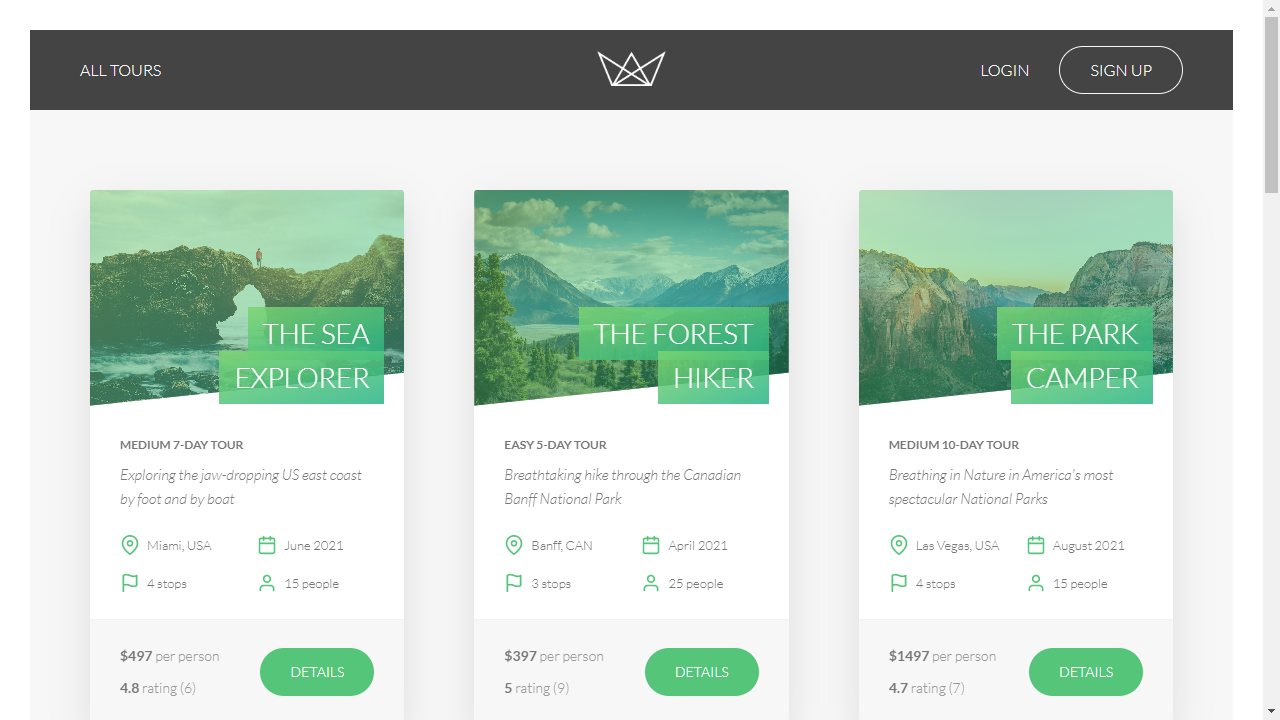 ALL TOURS
LOGIN
SIGN UP
THE SEA
EXPLORER
MEDIUM 7-DAY TOUR
Exploring the jaw-dropping US east coast
by foot and by boat
Miami, USA
June 2021
4 stops
15 people
$497 per person
4.8 rating (6)
DETAILS
THE FOREST
HIKER
EASY 5-DAY TOUR
Breathtaking hike through the Canadian
Banff National Park
Banff, CAN
April 2021
3 stops
25 people
$397 per person
5 rating (9)
DETAILS
THE PARK
CAMPER
MEDIUM 10-DAY TOUR
Breathing in Nature in America's most
spectacular National Parks
Las Vegas, USA
August 2021
4 stops
15 people
$1497 per person
4.7 rating (7)
DETAILS